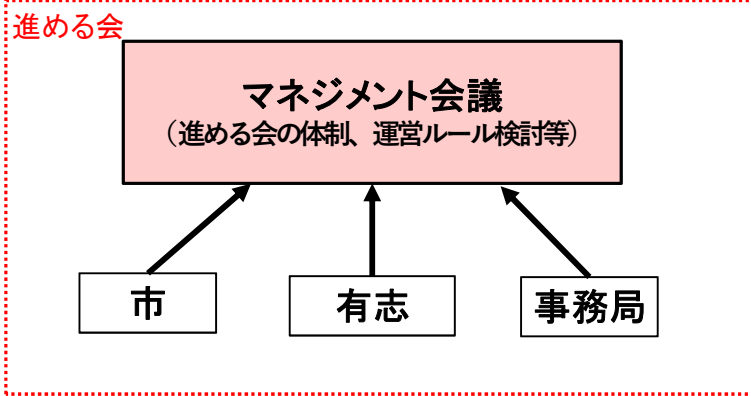 進める会
マネジメント会議
（進める会の体制、運営ルール検討等）
市
有志
事務局